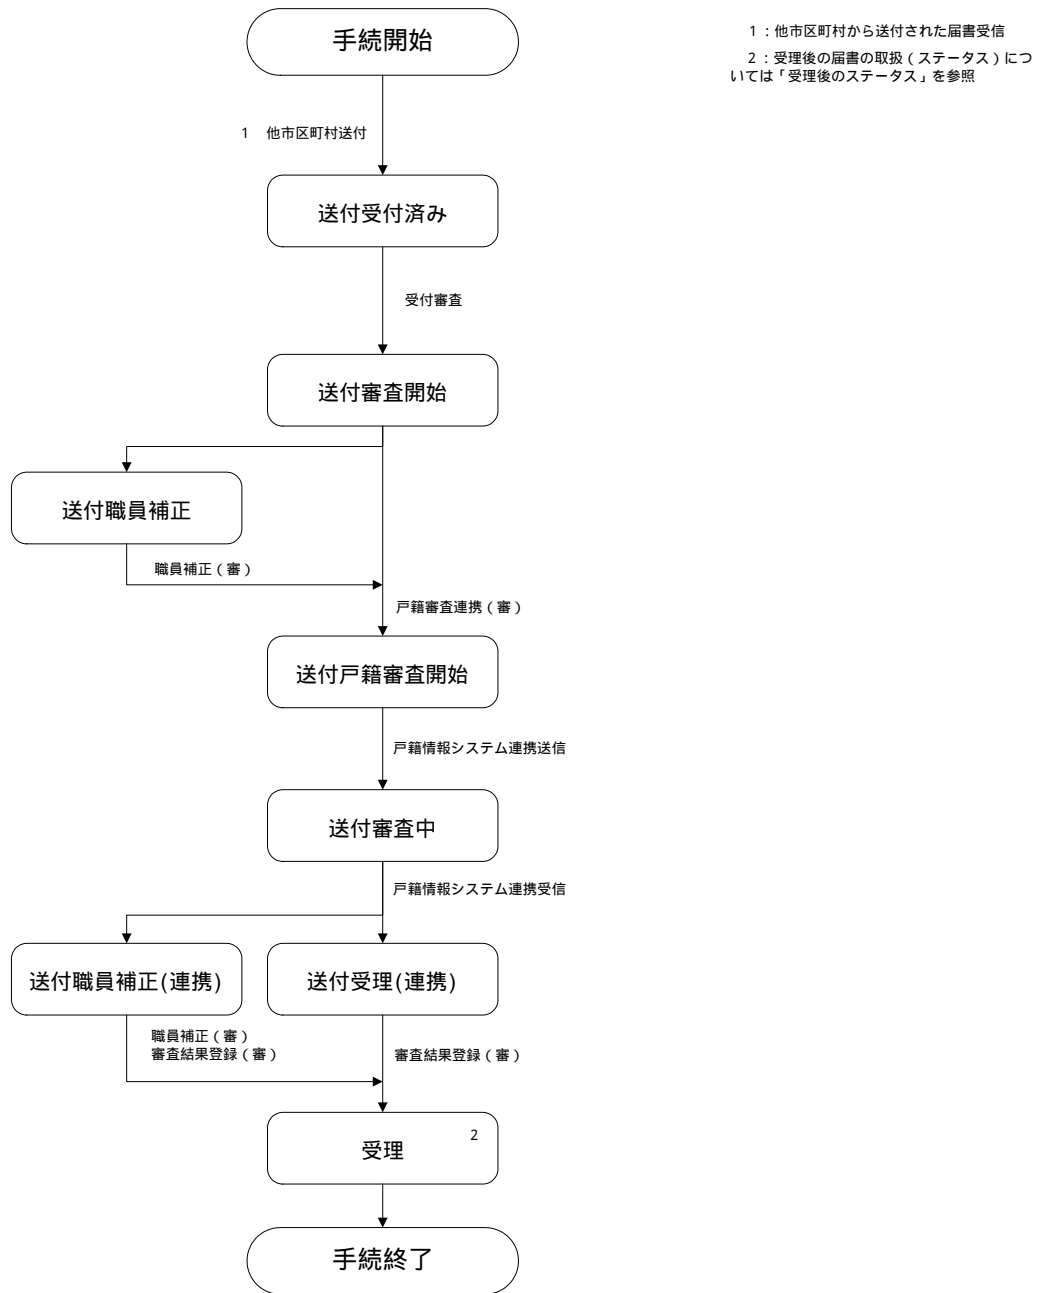 手続開始
1：他市区町村から送付された届書受信
2：受理後の届書の取扱（ステータス）につ
いては「受理後のステータス」を参照
1　他市区町村送付
送付受付済み
受付審査
送付審査開始
送付職員補正
職員補正（審）
戸籍審査連携（審）
送付戸籍審査開始
戸籍情報システム連携送信
送付審査中
戸籍情報システム連携受信
送付職員補正(連携)
送付受理(連携)
職員補正（審）
審査結果登録（審）
審査結果登録（審）
2
受理
手続終了